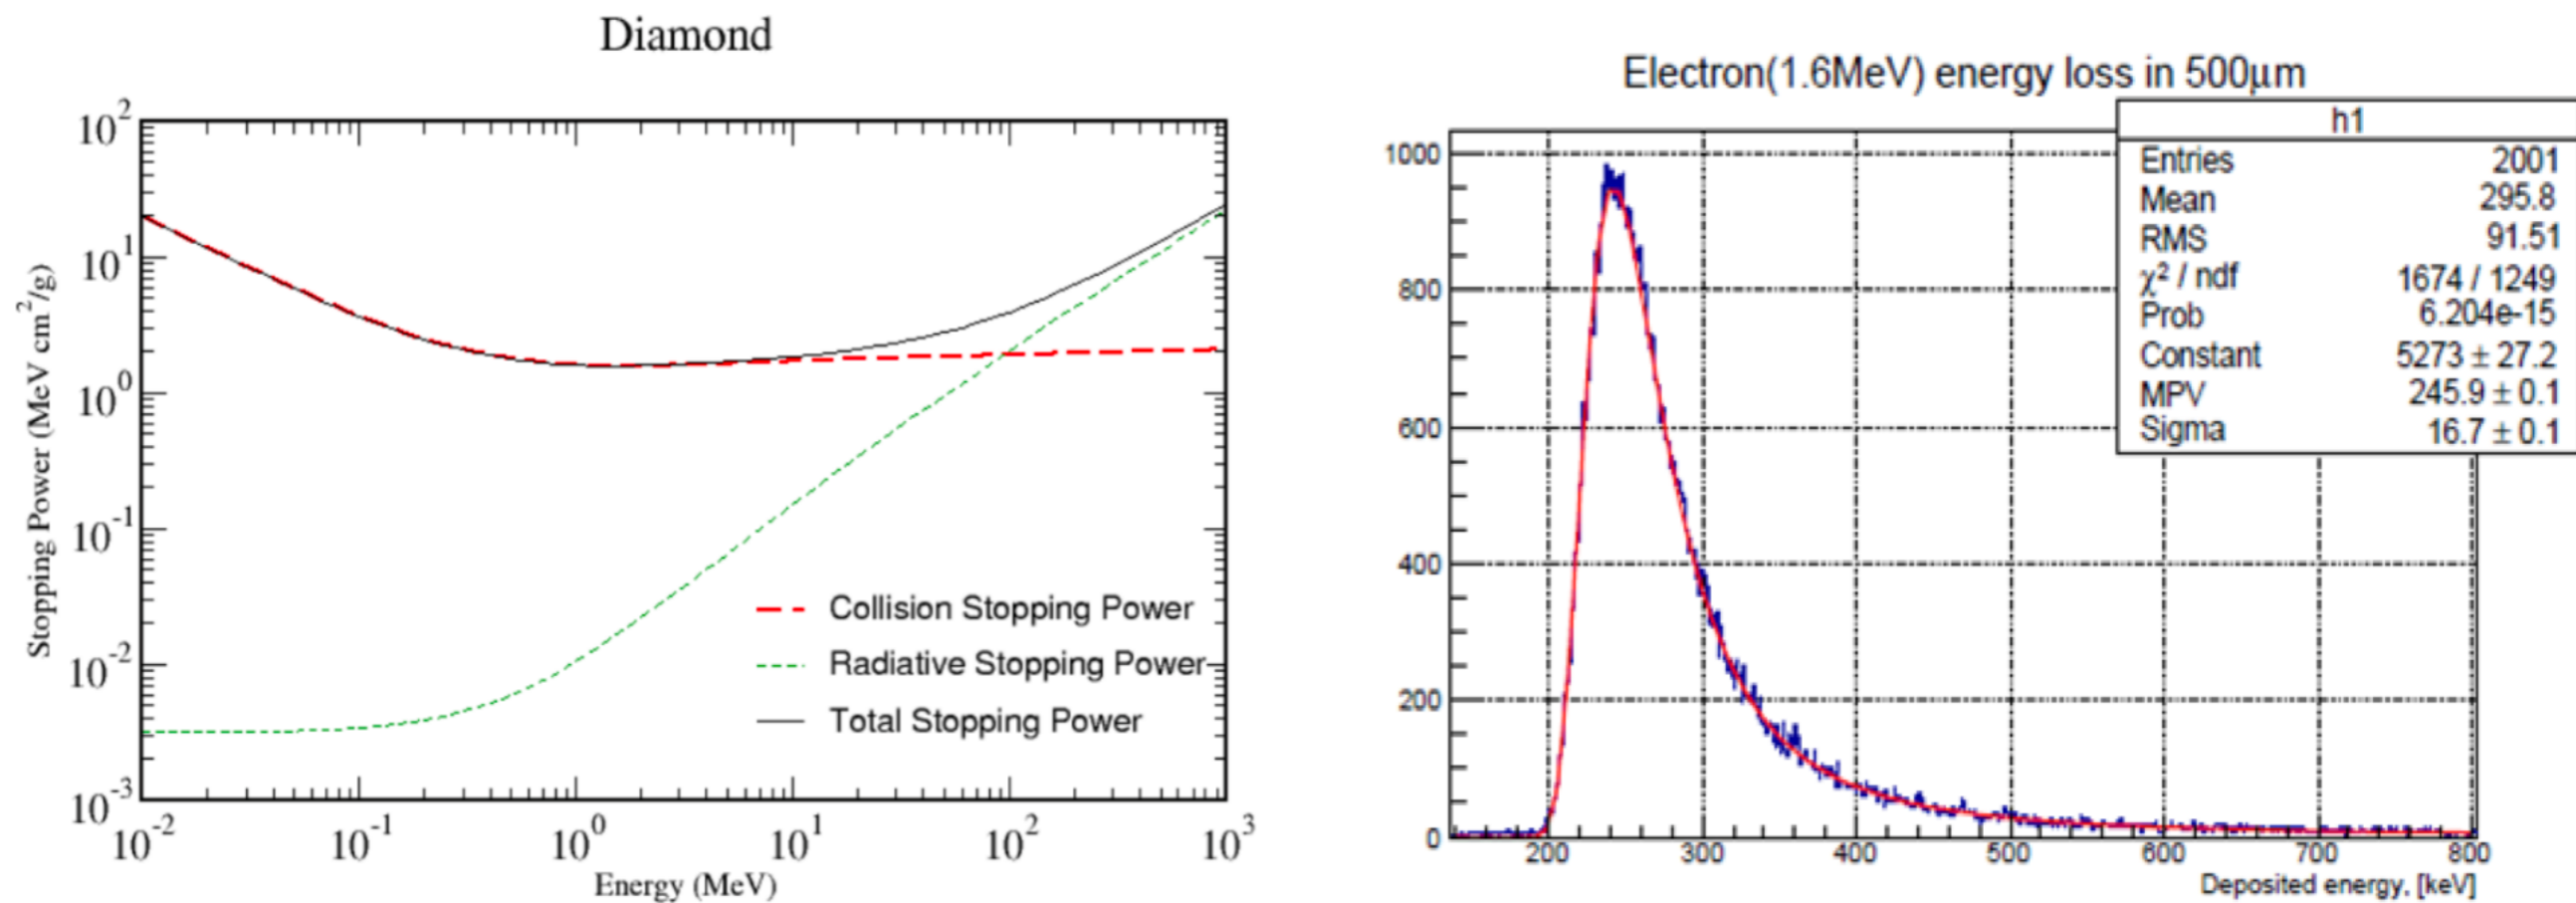 Diamond
10^2
10^1
10^0
10^-1
10^-2
10^-3
Stopping Power (MeV cm^2/g)
Collision Stopping Power
Radiative Stopping Power
Total Stopping Power
10^-2 10^-1 10^0 10^1 10^2 10^3
Energy (MeV)
Electron(1.6MeV) energy loss in 500μm
h1
Entries 2001
Mean 295.8
RMS 91.51
χ² / ndf 1674 / 1249
Prob 6.204e-15
Constant 5273 ± 27.2
MPV 245.9 ± 0.1
Sigma 16.7 ± 0.1
1000
800
600
400
200
0
200 300 400 500 600 700 800
Deposited energy, [keV]